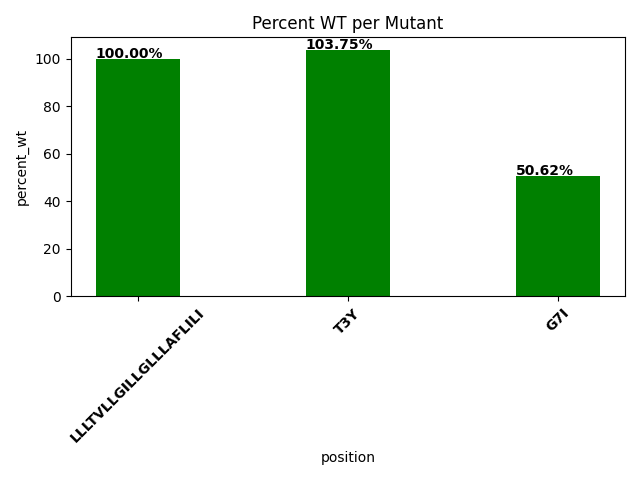 Percent WT per Mutant
percent_wt
100
80
60
40
20
0
100.00%
103.75%
50.62%
LLLTVLLGILLGLLLAFLILI
T3Y
G7I
position